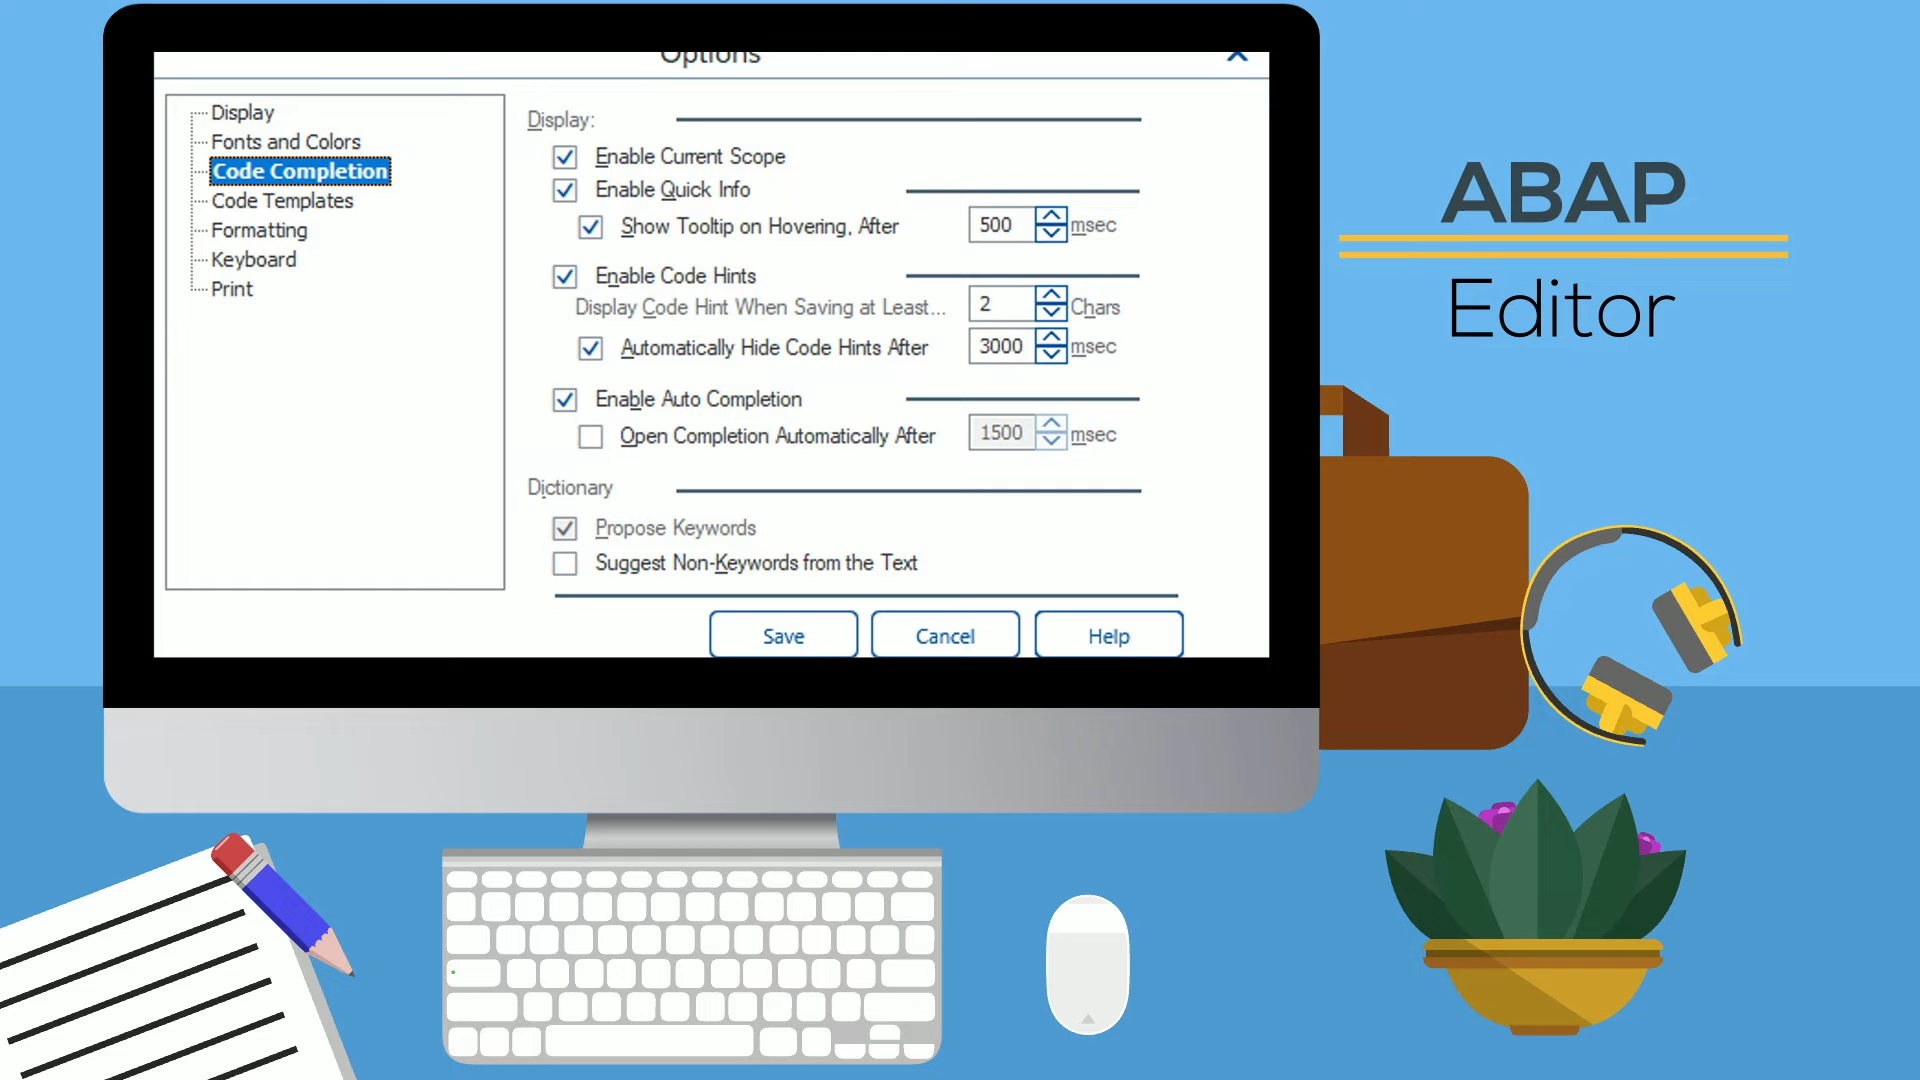 Options
Display
Fonts and Colors
Code Completion
Code Templates
Formatting
Keyboard
Print
Display:
Enable Current Scope
Enable Quick Info
Show Tooltip on Hovering, After 500 msec
Enable Code Hints
Display Code Hint When Saving at Least... 2 Chars
Automatically Hide Code Hints After 3000 msec
Enable Auto Completion
Open Completion Automatically After 1500 msec
Dictionary
Propose Keywords
Suggest Non-Keywords from the Text
Save Cancel Help
ABAP
Editor